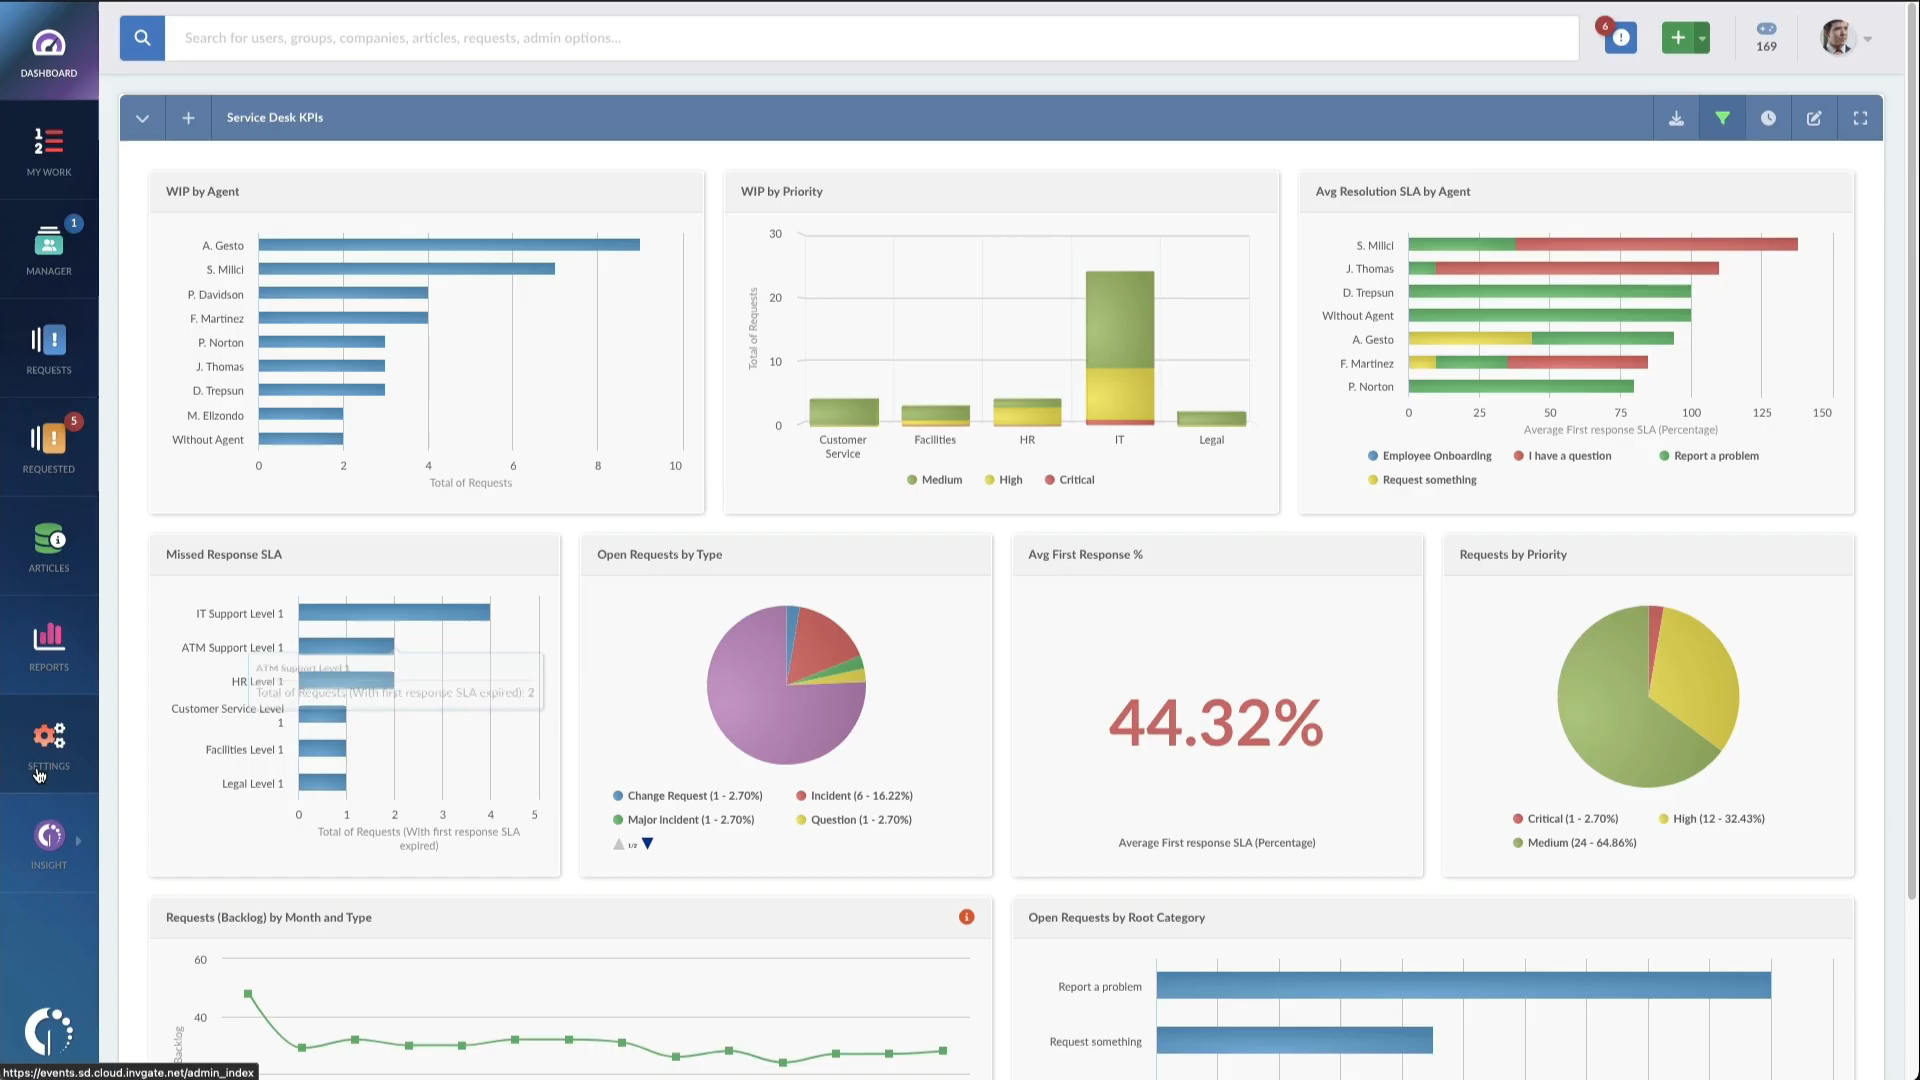 DASHBOARD
Search for users, groups, companies, articles, requests, admin options...
6
169
MY WORK
1
MANAGER
REQUESTS
5
REQUESTED
ARTICLES
REPORTS
SETTINGS
INSIGHT
Service Desk KPIs
WIP by Agent
A. Gesto
S. Milici
P. Davidson
F. Martinez
P. Norton
J. Thomas
D. Trepsun
M. Elizondo
Without Agent
0 2 4 6 8 10
Total of Requests
WIP by Priority
30
20
10
0
Total of Requests
Customer Service
Facilities
HR
IT
Legal
Medium High Critical
Avg Resolution SLA by Agent
S. Milici
J. Thomas
D. Trepsun
Without Agent
A. Gesto
F. Martinez
P. Norton
0 25 50 75 100 125 150
Average First response SLA (Percentage)
Employee Onboarding I have a question Report a problem
Request something
Missed Response SLA
IT Support Level 1
ATM Support Level 1
ATM Support Level 1
HR Level 1
Total of Requests (With first response SLA expired): 2
Customer Service Level
1
Facilities Level 1
Legal Level 1
0 1 2 3 4 5
Total of Requests (With first response SLA
expired)
Open Requests by Type
Change Request (1 - 2.70%) Incident (6 - 16.22%)
Major Incident (1 - 2.70%) Question (1 - 2.70%)
1/2
Avg First Response %
44.32%
Average First response SLA (Percentage)
Requests by Priority
Critical (1 - 2.70%) High (12 - 32.43%)
Medium (24 - 64.86%)
Requests (Backlog) by Month and Type
60
40
Backlog
Open Requests by Root Category
Report a problem
Request something
https://events.sd.cloud.invgate.net/admin_index